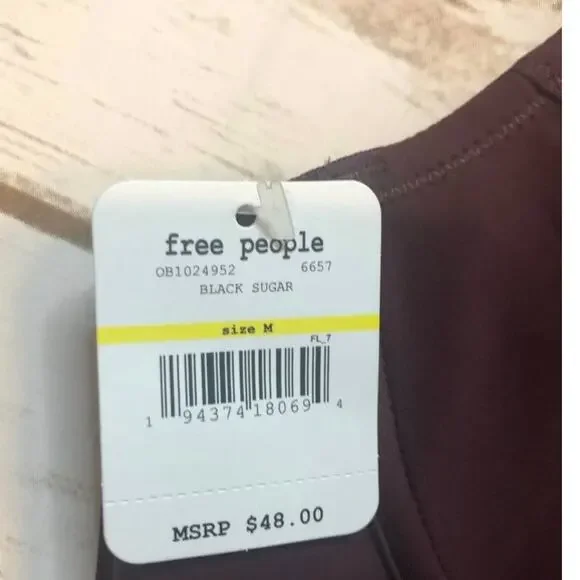 free people
OB1024952 6657
BLACK SUGAR
size M
FL_7
1 94374 18069 4
MSRP $48.00